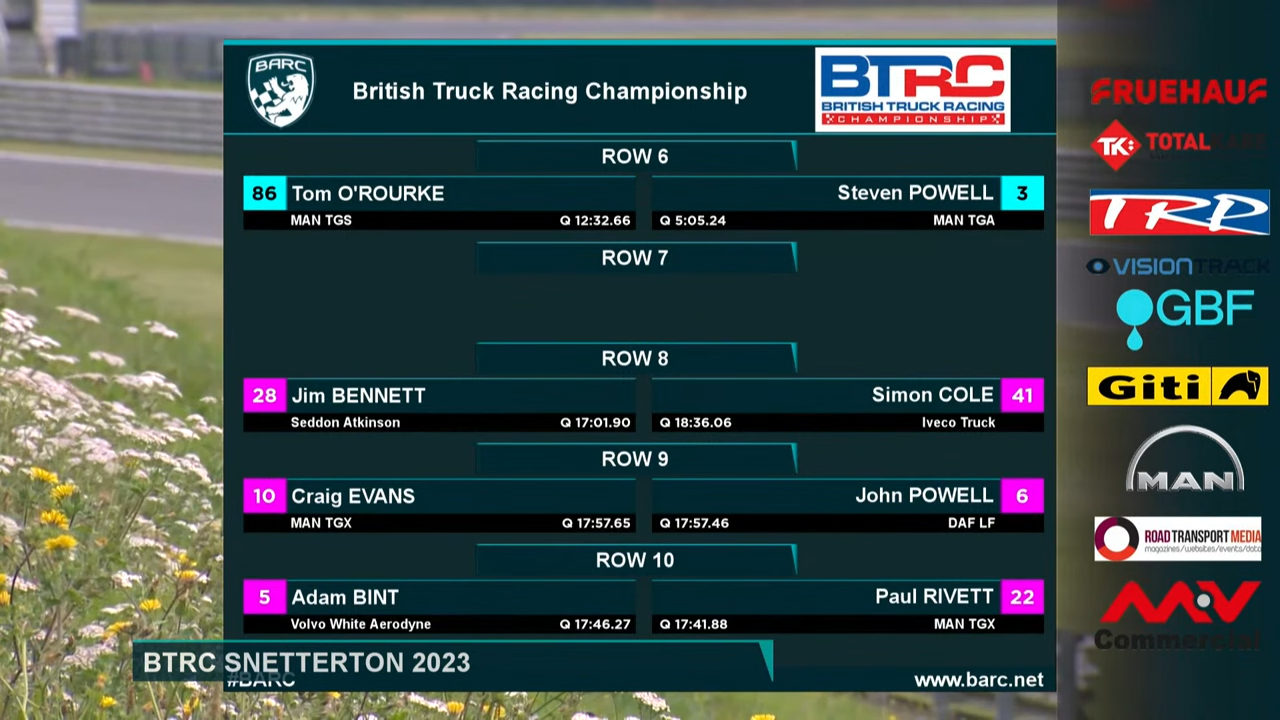 BARC
British Truck Racing Championship
BTRC
BRITISH TRUCK RACING
CHAMPIONSHIP
ROW 6
86 Tom O'ROURKE
MAN TGS Q 12:32.66
Steven POWELL 3
Q 5:05.24 MAN TGA
ROW 7
ROW 8
28 Jim BENNETT
Seddon Atkinson Q 17:01.90
Simon COLE 41
Q 18:36.06 Iveco Truck
ROW 9
10 Craig EVANS
MAN TGX Q 17:57.65
John POWELL 6
Q 17:57.46 DAF LF
ROW 10
5 Adam BINT
Volvo White Aerodyne Q 17:46.27
Paul RIVETT 22
Q 17:41.88 MAN TGX
BTRC SNETTERTON 2023
#BARC
www.barc.net
FRUEHAUF
TK: TOTALKARE
TRP
VISIONTRACK
GBF
Giti
MAN
ROAD TRANSPORT MEDIA
magazines/websites/events/data
MV
Commercial